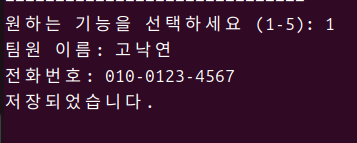 원하는 기능을 선택하세요 (1-5): 1
팀원 이름: 고낙연
전화번호: 010-0123-4567
저장되었습니다.